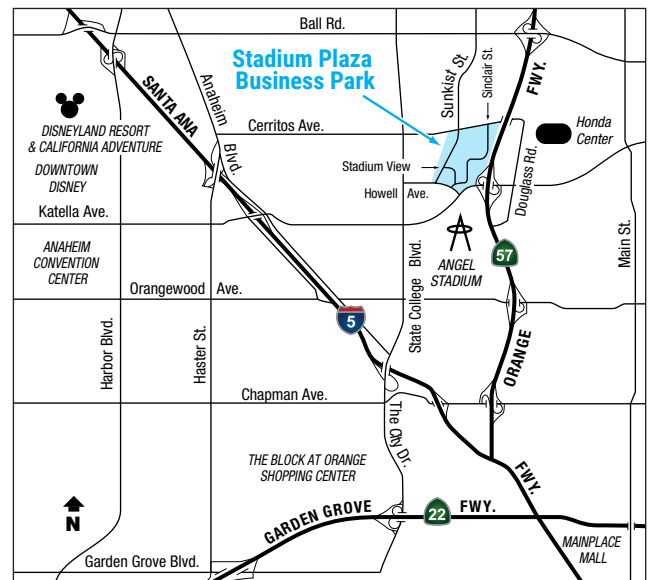 Ball Rd.
Stadium Plaza
Business Park
Sunkist St.
Sinclair St.
FWY.
SANTA ANA
Anaheim
Blvd.
Cerritos Ave.
Honda
Center
DISNEYLAND RESORT
& CALIFORNIA ADVENTURE
DOWNTOWN
DISNEY
Stadium View
Howell Ave.
Douglass Rd.
Katella Ave.
Main St.
ANAHEIM
CONVENTION
CENTER
ANGEL
STADIUM
57
State College Blvd.
Orangewood Ave.
5
Harbor Blvd.
Haster St.
ORANGE
Chapman Ave.
The City Dr.
THE BLOCK AT ORANGE
SHOPPING CENTER
FWY.
N
GARDEN GROVE
22
FWY.
MAINPLACE
MALL
Garden Grove Blvd.